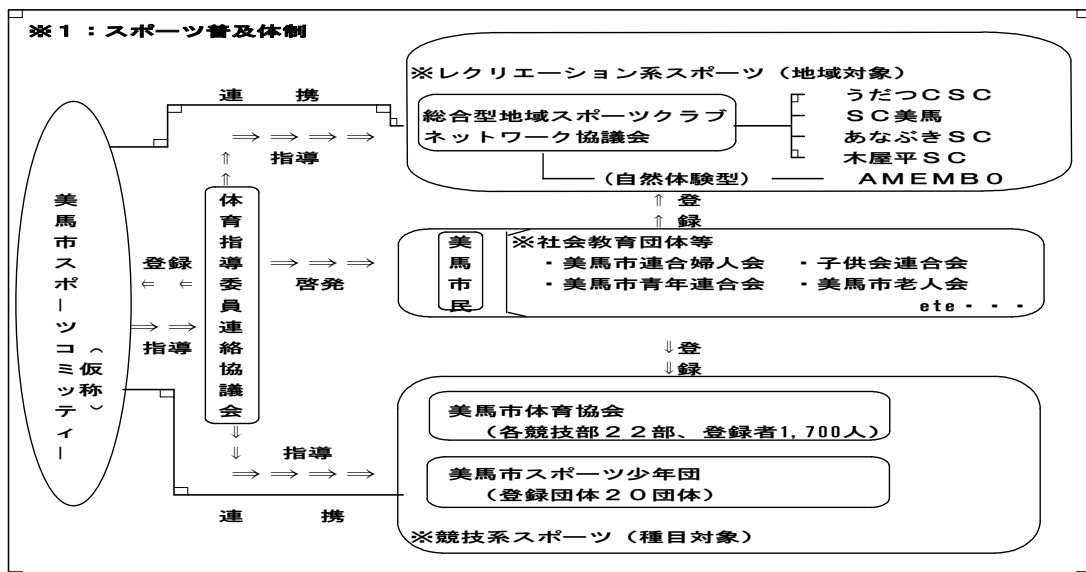 ※１：スポーツ普及体制
美馬市スポーツコミッティー
（仮称）
連　携
⇒⇒⇒⇒⇒
指導
⇑
⇑
体育指導委員連絡協議会
登録
⇐ ⇐
⇒⇒⇒
指導
⇒⇒⇒⇒
啓発
⇓
⇓
指導
⇒⇒⇒⇒
連　携
※レクリエーション系スポーツ（地域対象）
総合型地域スポーツクラブ
ネットワーク協議会
うだつＣＳＣ
ＳＣ美馬
あなぶきＳＣ
木屋平ＳＣ
（自然体験型）
ＡＭＥＭＢＯ
⇑ 登
⇑ 録
美馬市民
※社会教育団体等
・美馬市連合婦人会　・子供会連合会
・美馬市青年連合会　・美馬市老人会
ete・・・
⇓登
⇓録
美馬市体育協会
（各競技部２２部、登録者1,700人）
美馬市スポーツ少年団
（登録団体２０団体）
※競技系スポーツ（種目対象）